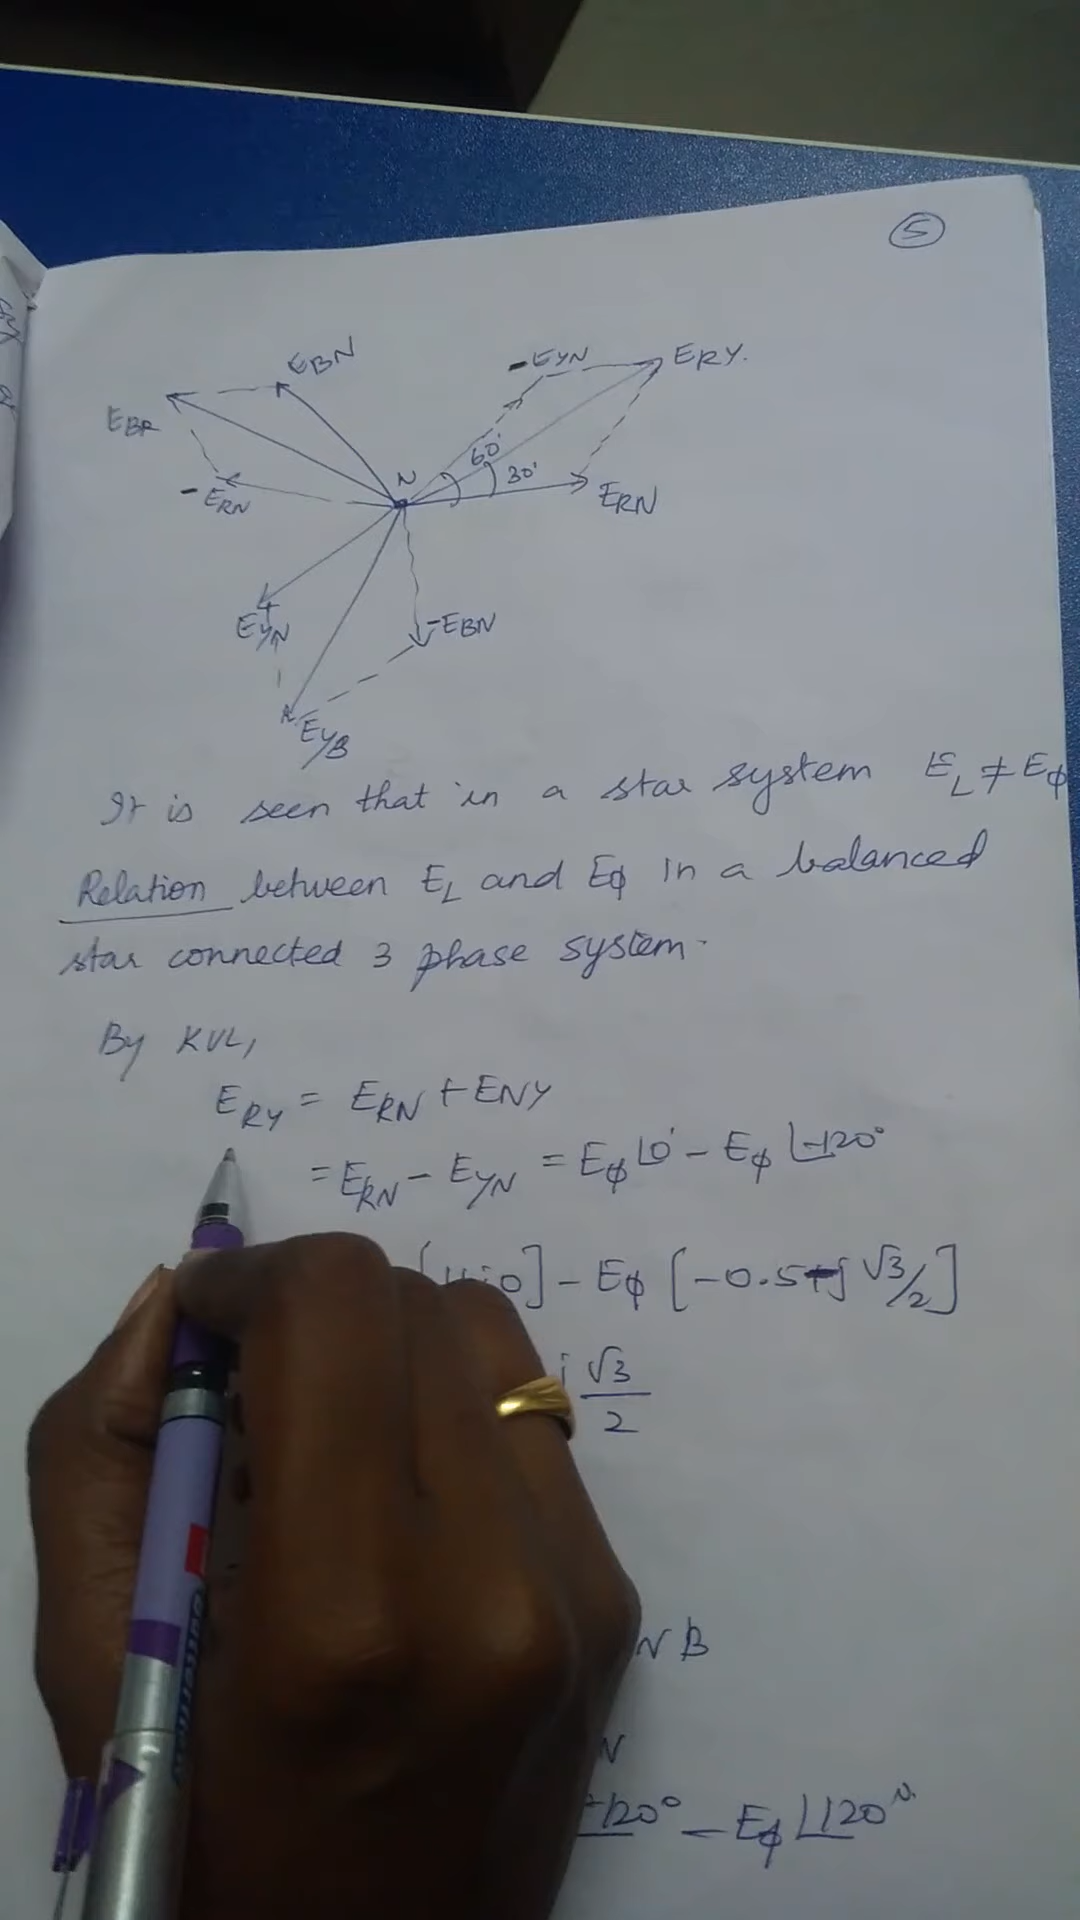 5
EBN
-EYN
ERY.
EBR
60°
N
30°
-ERN
ERN
EYN
-EBN
EYB
It is seen that in a star system EL ≠ Eϕ
Relation between EL and Eϕ in a balanced
star connected 3 phase system.
By KVL,
ERY = ERN + ENY
= ERN - EYN = Eϕ∠0° - Eϕ∠-120°
] - Eϕ [-0.5-j √3/2]
j √3/2
NB
N
120° - Eϕ∠120°